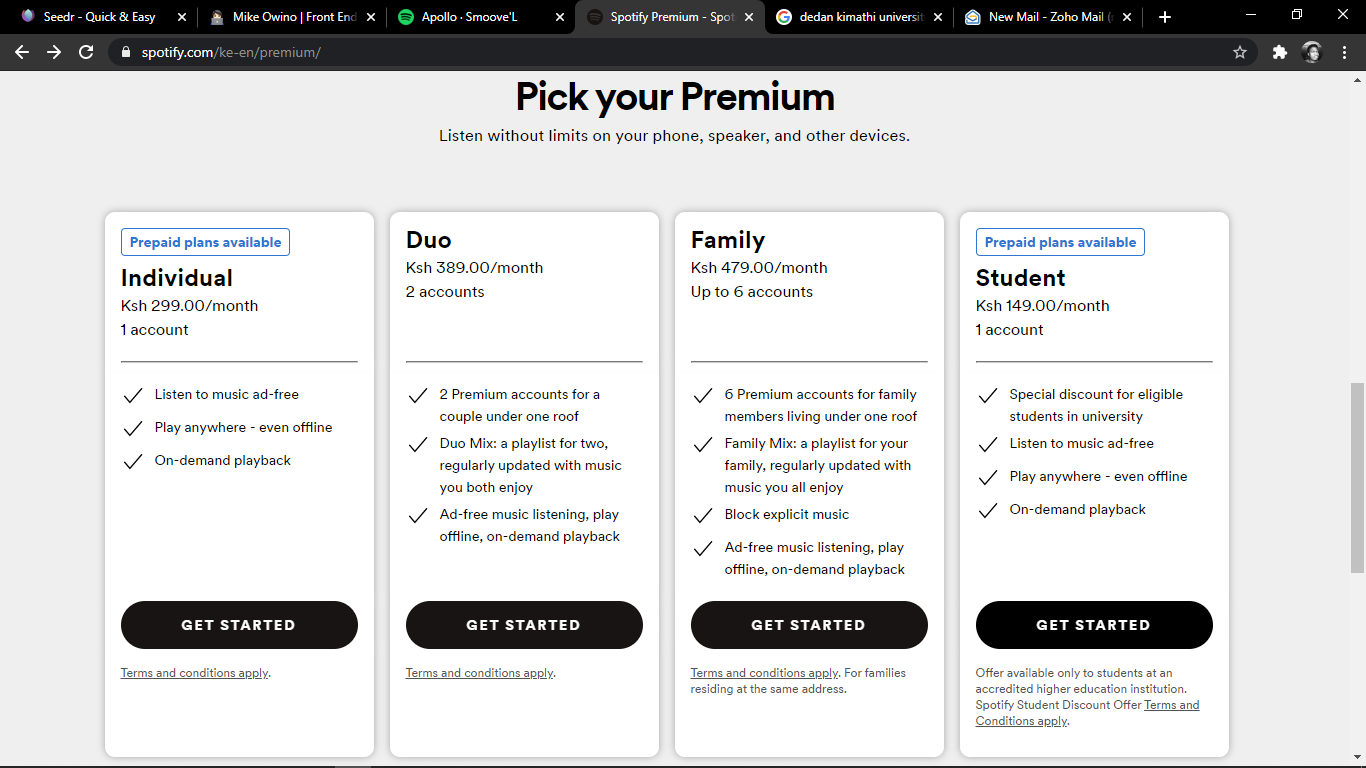 Seedr - Quick & Easy
Mike Owino | Front End
Apollo · Smoove'L
Spotify Premium - Spot
dedan kimathi universit
New Mail - Zoho Mail (
spotify.com/ke-en/premium/
Pick your Premium
Listen without limits on your phone, speaker, and other devices.
Prepaid plans available
Individual
Ksh 299.00/month
1 account
Listen to music ad-free
Play anywhere - even offline
On-demand playback
GET STARTED
Terms and conditions apply.
Duo
Ksh 389.00/month
2 accounts
2 Premium accounts for a
couple under one roof
Duo Mix: a playlist for two,
regularly updated with music
you both enjoy
Ad-free music listening, play
offline, on-demand playback
GET STARTED
Terms and conditions apply.
Family
Ksh 479.00/month
Up to 6 accounts
6 Premium accounts for family
members living under one roof
Family Mix: a playlist for your
family, regularly updated with
music you all enjoy
Block explicit music
Ad-free music listening, play
offline, on-demand playback
GET STARTED
Terms and conditions apply. For families
residing at the same address.
Prepaid plans available
Student
Ksh 149.00/month
1 account
Special discount for eligible
students in university
Listen to music ad-free
Play anywhere - even offline
On-demand playback
GET STARTED
Offer available only to students at an
accredited higher education institution.
Spotify Student Discount Offer Terms and
Conditions apply.